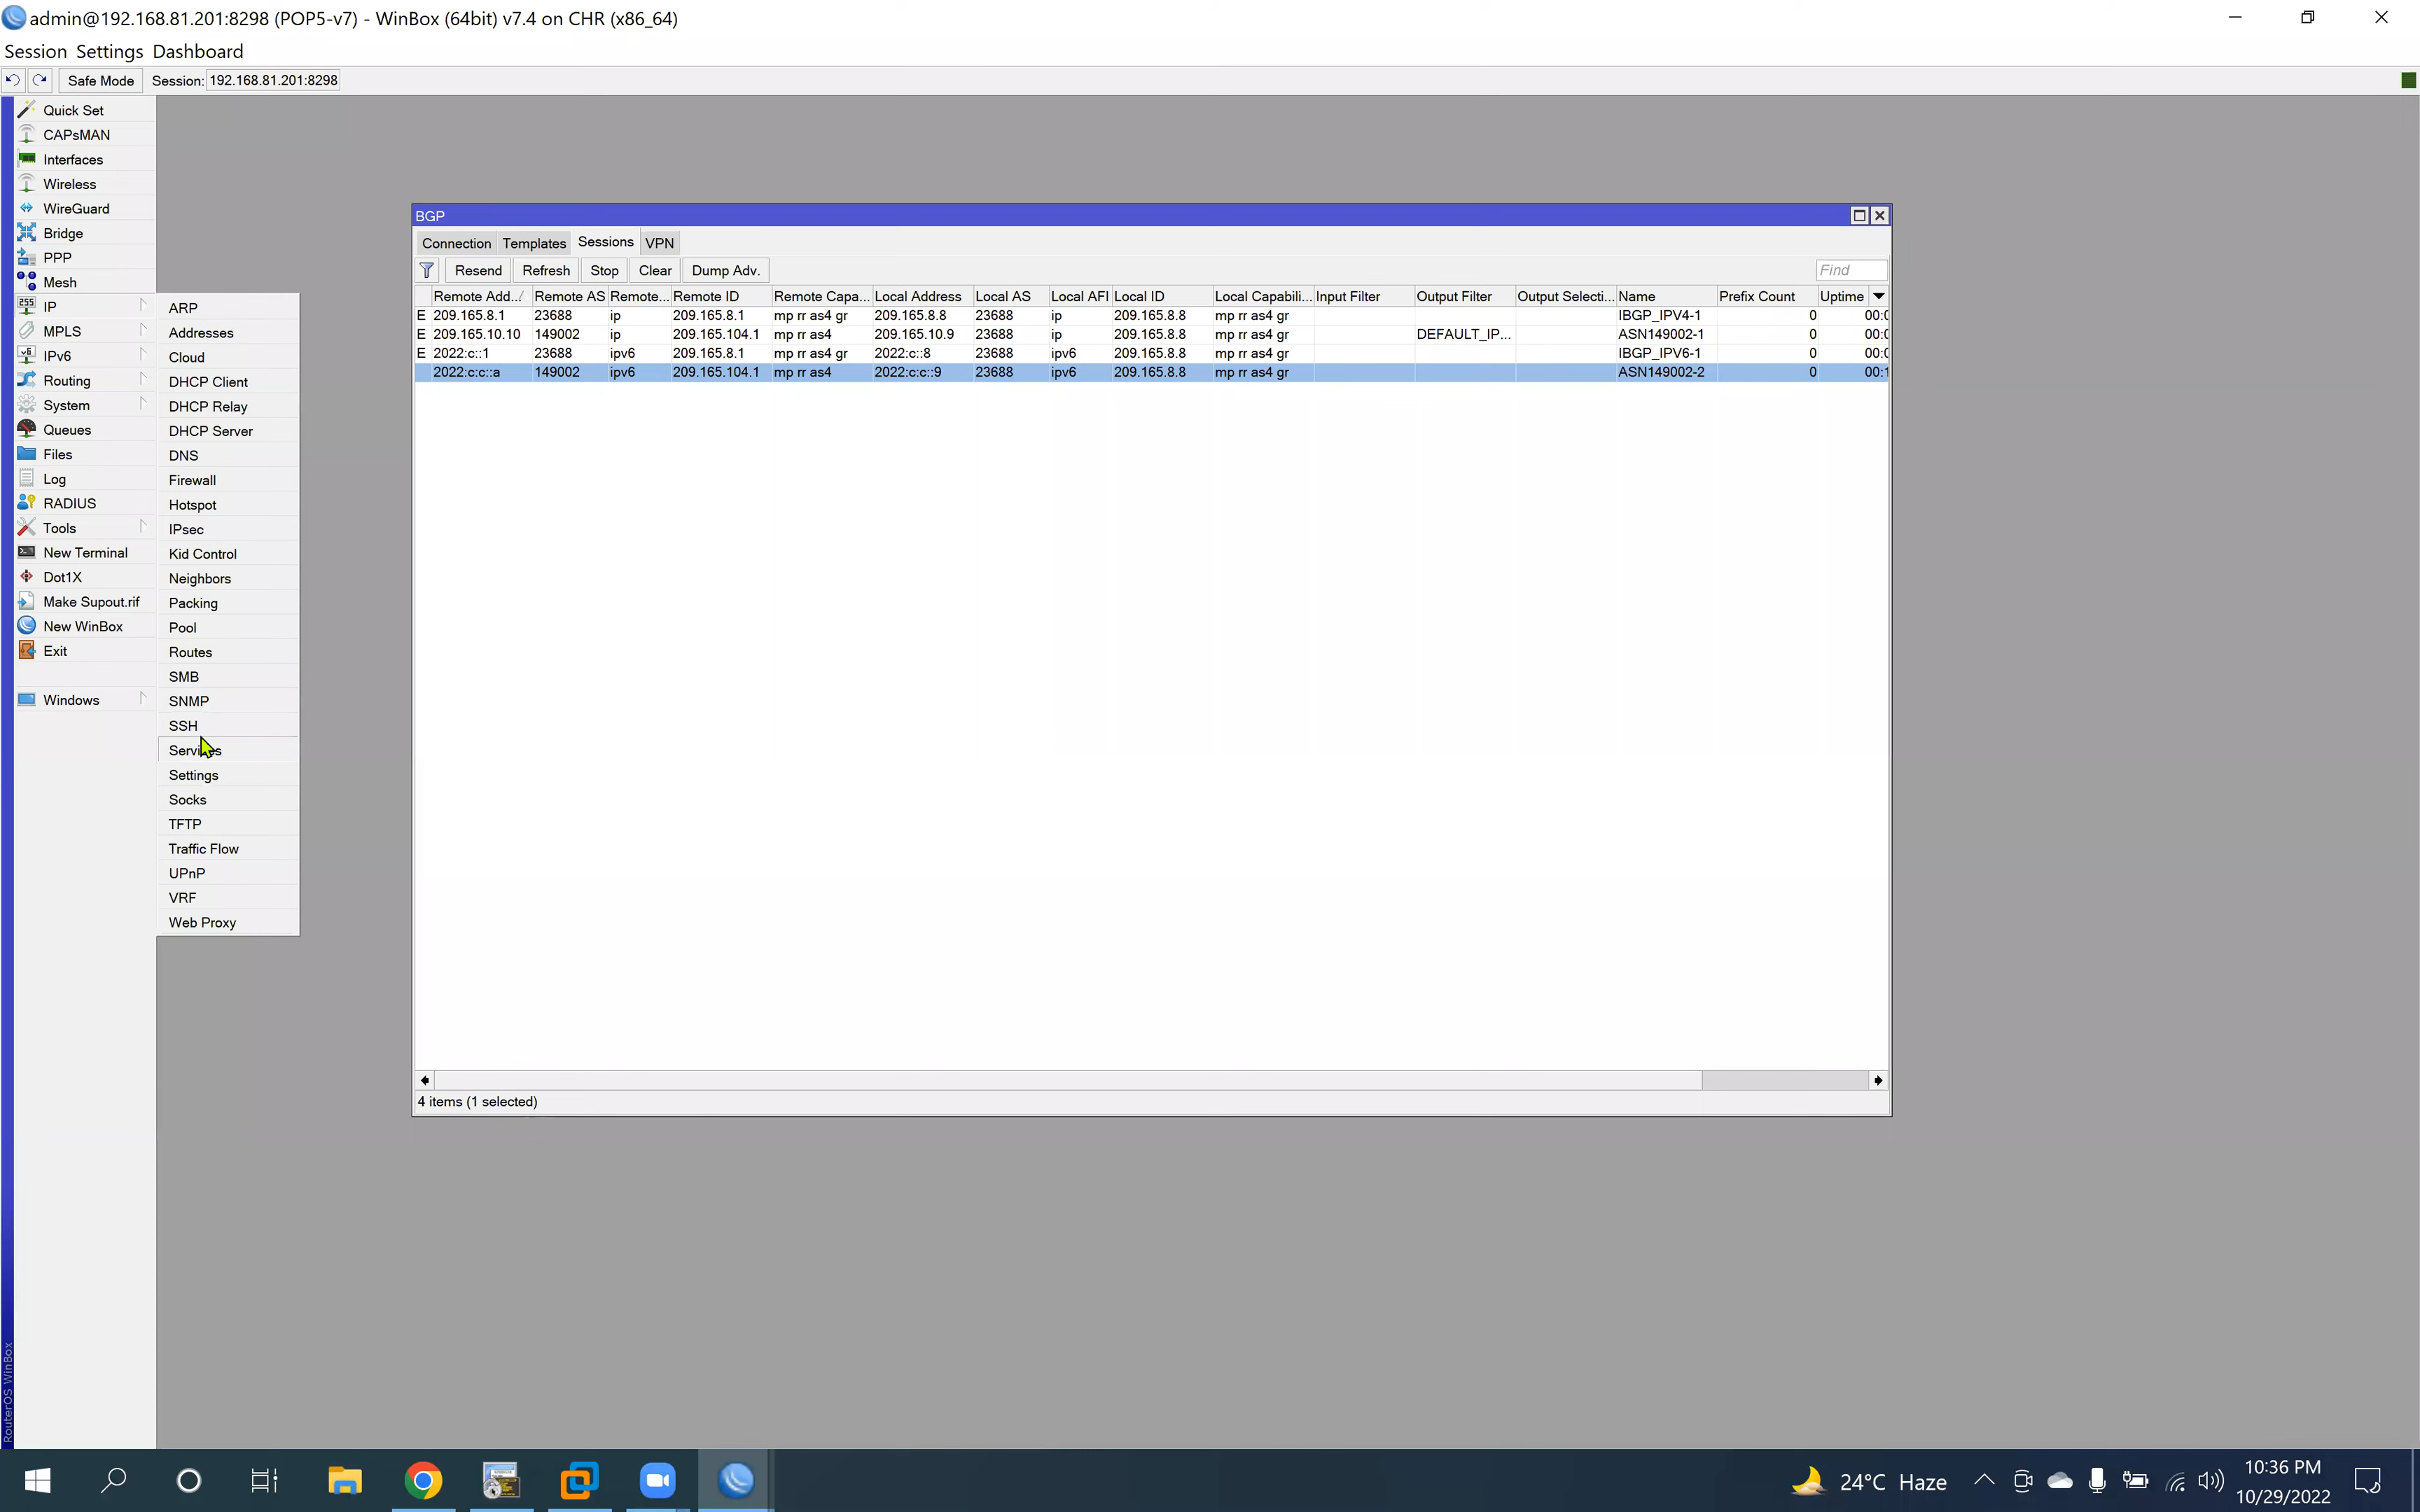 admin@192.168.81.201:8298 (POP5-v7) - WinBox (64bit) v7.4 on CHR (x86_64)
Session Settings Dashboard
Safe Mode Session: 192.168.81.201:8298
Quick Set
CAPsMAN
Interfaces
Wireless
WireGuard
Bridge
PPP
Mesh
IP
MPLS
IPv6
Routing
System
Queues
Files
Log
RADIUS
Tools
New Terminal
Dot1X
Make Supout.rif
New WinBox
Exit
Windows
RouterOS WinBox
ARP
Addresses
Cloud
DHCP Client
DHCP Relay
DHCP Server
DNS
Firewall
Hotspot
IPsec
Kid Control
Neighbors
Packing
Pool
Routes
SMB
SNMP
SSH
Services
Settings
Socks
TFTP
Traffic Flow
UPnP
VRF
Web Proxy
BGP
Connection Templates Sessions VPN
Resend Refresh Stop Clear Dump Adv. Find
Remote Add... Remote AS Remote... Remote ID Remote Capa... Local Address Local AS Local AFI Local ID Local Capabili... Input Filter Output Filter Output Selecti... Name Prefix Count Uptime
E 209.165.8.1 23688 ip 209.165.8.1 mp rr as4 gr 209.165.8.8 23688 ip 209.165.8.8 mp rr as4 gr IBGP_IPV4-1 0 00:0
E 209.165.10.10 149002 ip 209.165.104.1 mp rr as4 209.165.10.9 23688 ip 209.165.8.8 mp rr as4 gr DEFAULT_IP... ASN149002-1 0 00:0
E 2022:c::1 23688 ipv6 209.165.8.1 mp rr as4 gr 2022:c::8 23688 ipv6 209.165.8.8 mp rr as4 gr IBGP_IPV6-1 0 00:0
2022:c:c::a 149002 ipv6 209.165.104.1 mp rr as4 2022:c:c::9 23688 ipv6 209.165.8.8 mp rr as4 gr ASN149002-2 0 00:1
4 items (1 selected)
24°C Haze
10:36 PM
10/29/2022